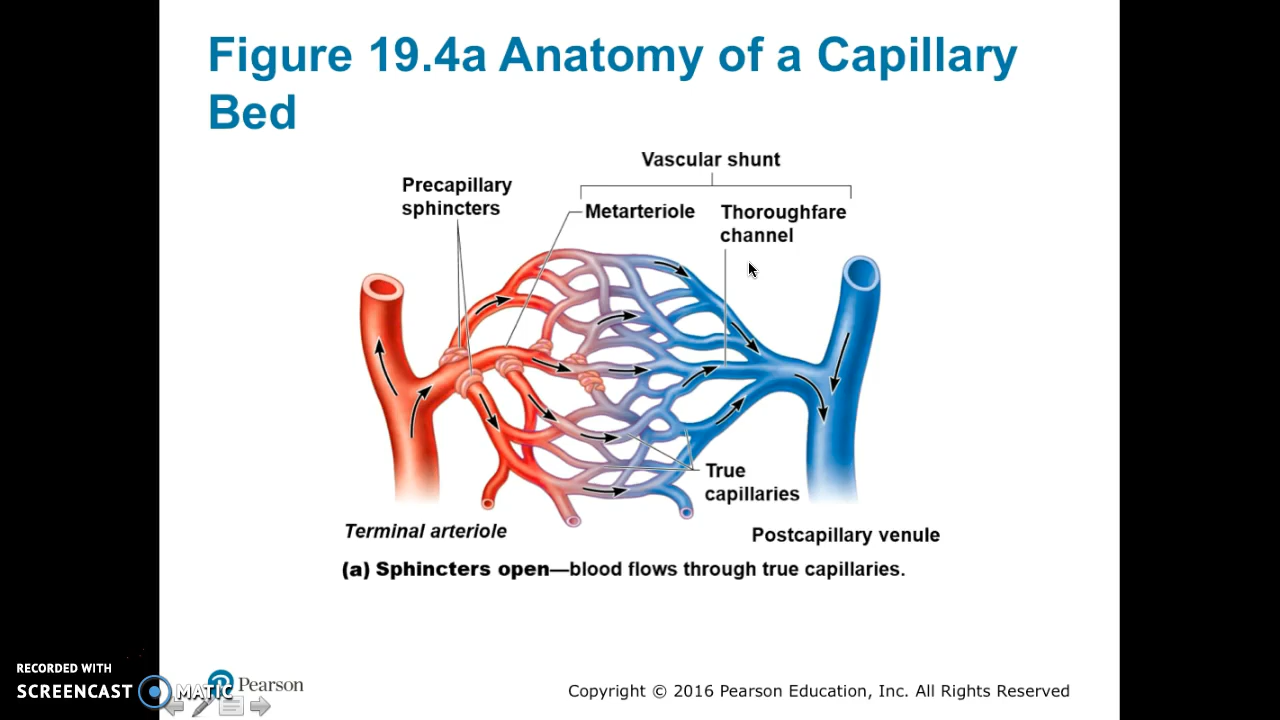 Figure 19.4a Anatomy of a Capillary
Bed
Vascular shunt
Precapillary
sphincters
Metarteriole
Thoroughfare
channel
True
capillaries
Terminal arteriole
Postcapillary venule
(a) Sphincters open—blood flows through true capillaries.
RECORDED WITH
SCREENCAST MATIC
Pearson
Copyright © 2016 Pearson Education, Inc. All Rights Reserved